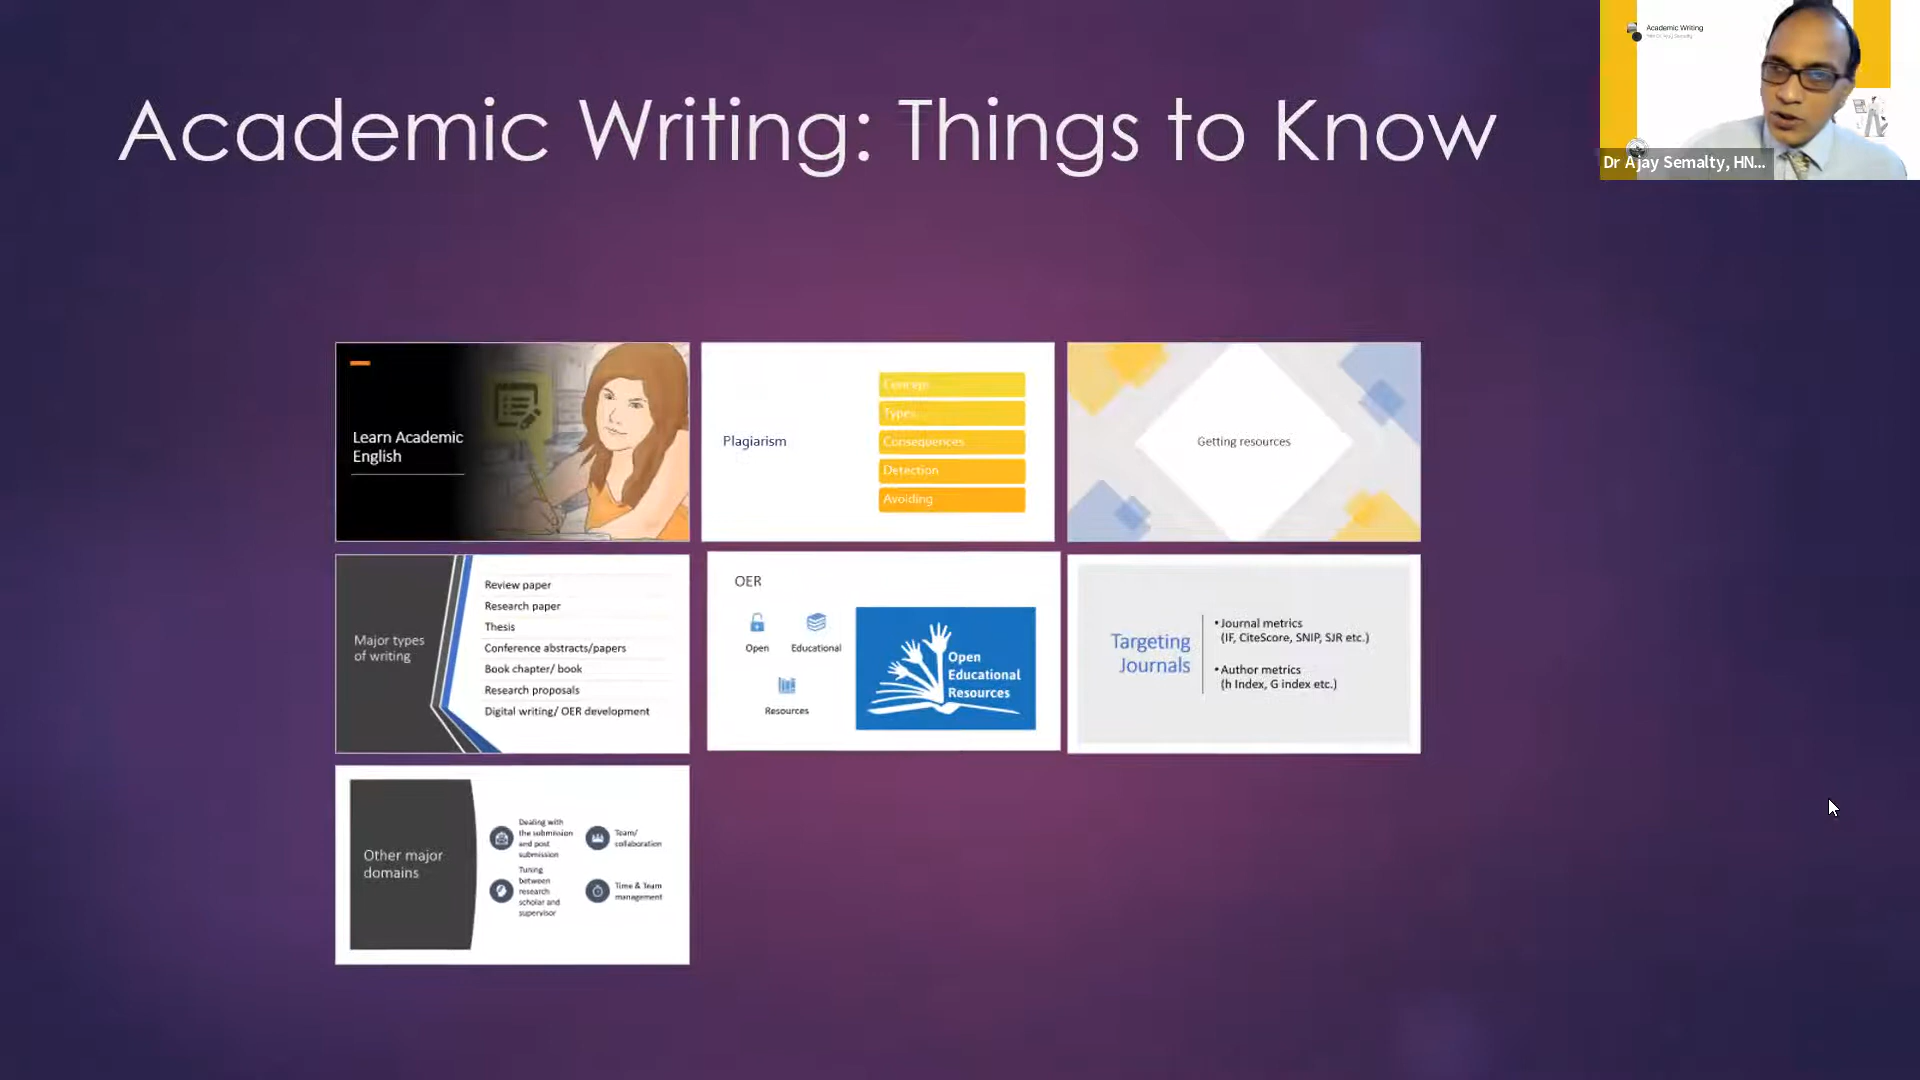 Academic Writing: Things to Know
Academic Writing
Dr Ajay Semalty, HN...
Learn Academic
English
Plagiarism
Concept
Types
Consequences
Detection
Avoiding
Getting resources
Major types
of writing
Review paper
Research paper
Thesis
Conference abstracts/papers
Book chapter/ book
Research proposals
Digital writing/ OER development
OER
Open
Educational
Resources
Open
Educational
Resources
Targeting
Journals
• Journal metrics
(IF, CiteScore, SNIP, SJR etc.)
• Author metrics
(h Index, G index etc.)
Other major
domains
Dealing with
the submission
and post
submission
Team/
collaboration
Tuning
between
research
scholar and
supervisor
Time & Team
management